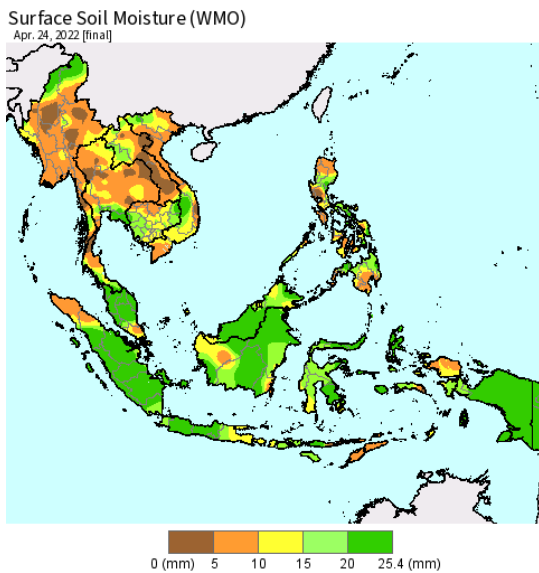 Surface Soil Moisture (WMO)
Apr. 24, 2022 [final]
0 (mm) 5 10 15 20 25.4 (mm)